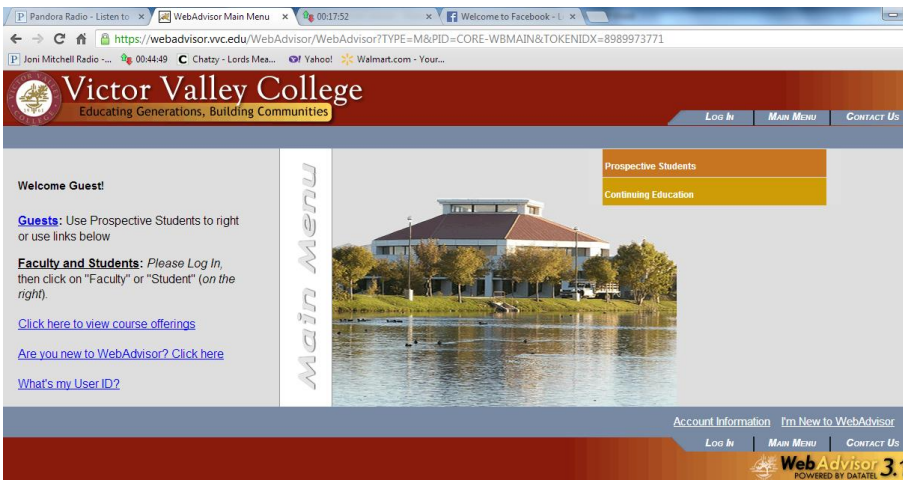 Pandora Radio - Listen to
WebAdvisor Main Menu
00:17:52
Welcome to Facebook - L
https://webadvisor.vvc.edu/WebAdvisor/WebAdvisor?TYPE=M&PID=CORE-WBMAIN&TOKENIDX=8989973771
Joni Mitchell Radio -... 00:44:49 Chatzy - Lords Mea... Yahoo! Walmart.com - Your...
Victor Valley College
Educating Generations, Building Communities
Log In Main Menu Contact Us
Prospective Students
Continuing Education
Welcome Guest!
Guests: Use Prospective Students to right
or use links below
Faculty and Students: Please Log In,
then click on "Faculty" or "Student" (on the
right).
Click here to view course offerings
Are you new to WebAdvisor? Click here
What's my User ID?
Main Menu
Account Information I'm New to WebAdvisor
Log In Main Menu Contact Us
WebAdvisor 3.1
POWERED BY DATATEL